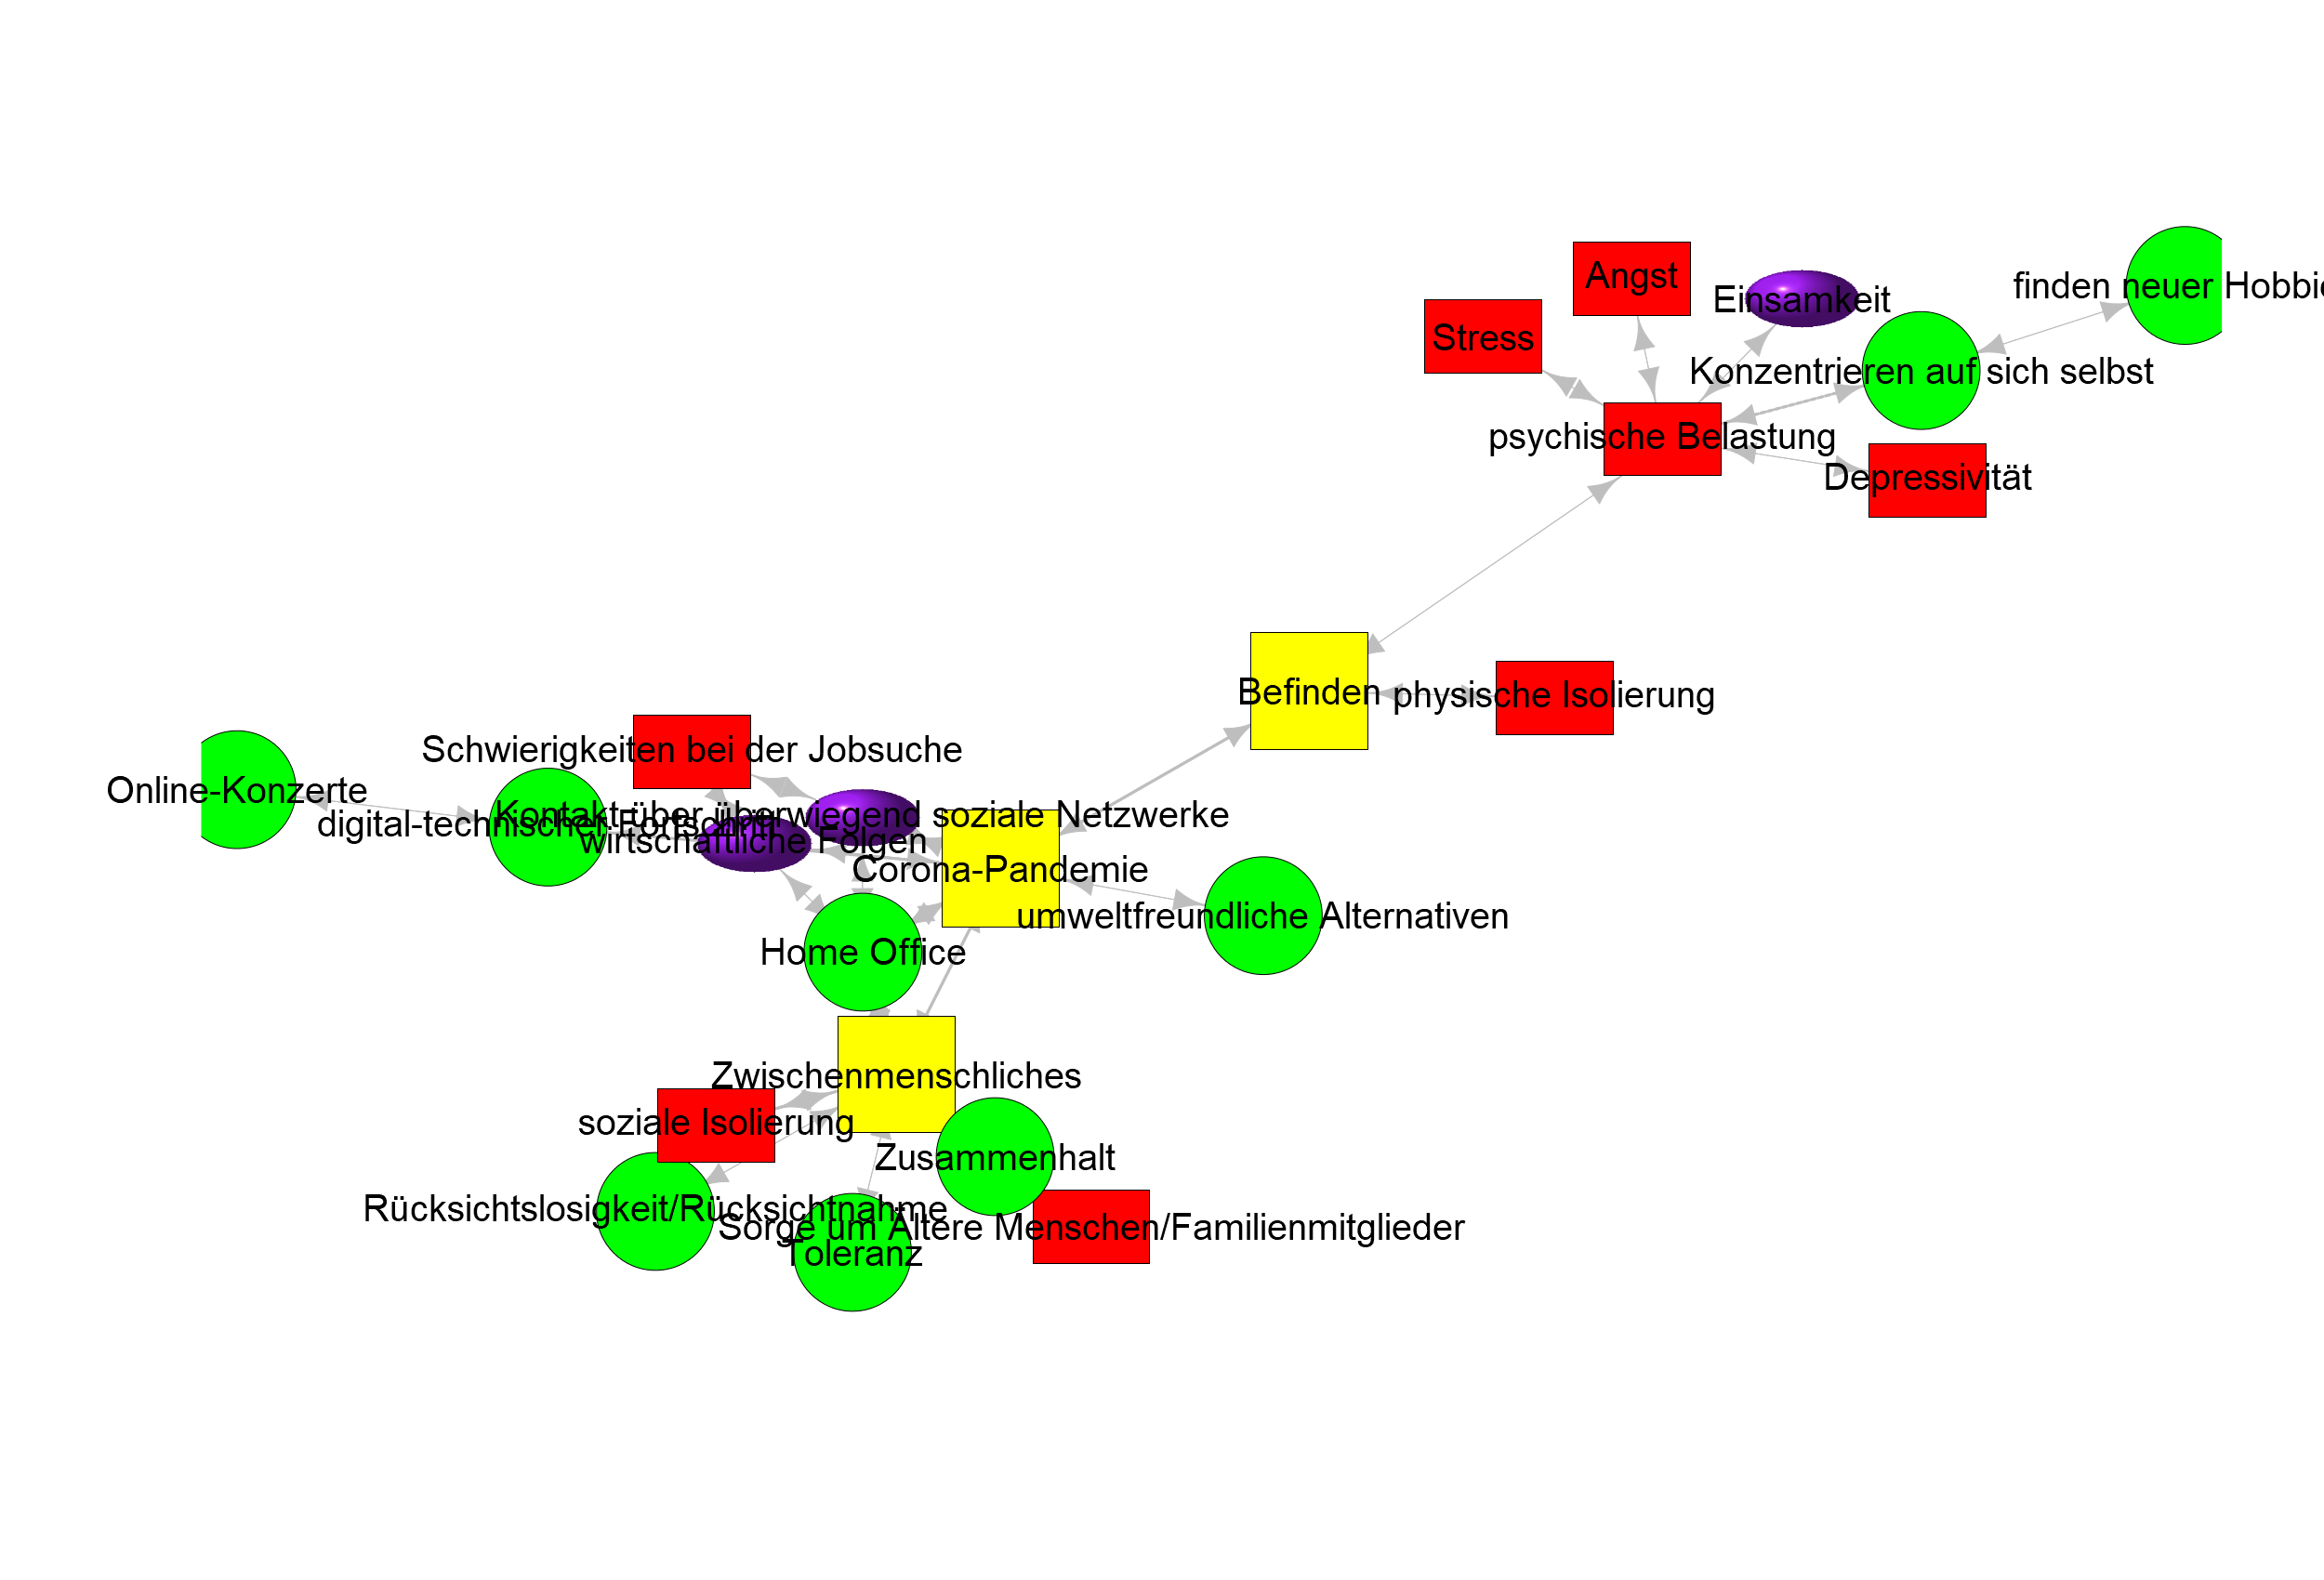 Angst
Einsamkeit
finden neuer Hobbie
Stress
Konzentrieren auf sich selbst
psychische Belastung
Depressivität
Befinden
physische Isolierung
Schwierigkeiten bei der Jobsuche
Online-Konzerte
Kontakt über überwiegend soziale Netzwerke
digital-technischer Fortschritt
wirtschaftliche Folgen
Corona-Pandemie
umweltfreundliche Alternativen
Home Office
Zwischenmenschliches
soziale Isolierung
Zusammenhalt
Rücksichtslosigkeit/Rücksichtnahme
Sorge um Ältere Menschen/Familienmitglieder
Toleranz